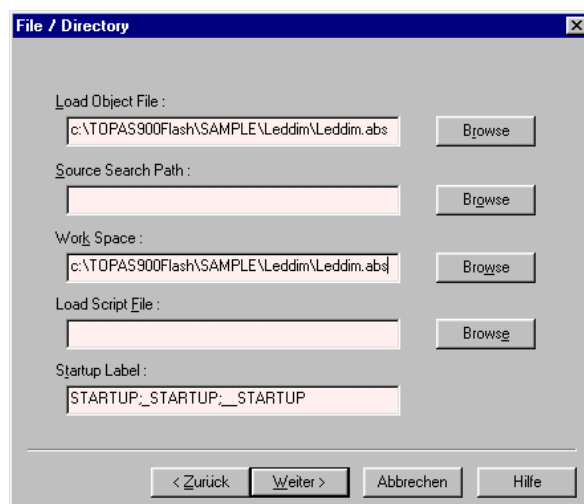 File / Directory
Load Object File :
c:\TOPAS900Flash\SAMPLE\Leddim\Leddim.abs
Browse
Source Search Path :
Browse
Work Space :
c:\TOPAS900Flash\SAMPLE\Leddim\Leddim.abs
Browse
Load Script File :
Browse
Startup Label :
STARTUP;_STARTUP;__STARTUP
< Zurück
Weiter >
Abbrechen
Hilfe